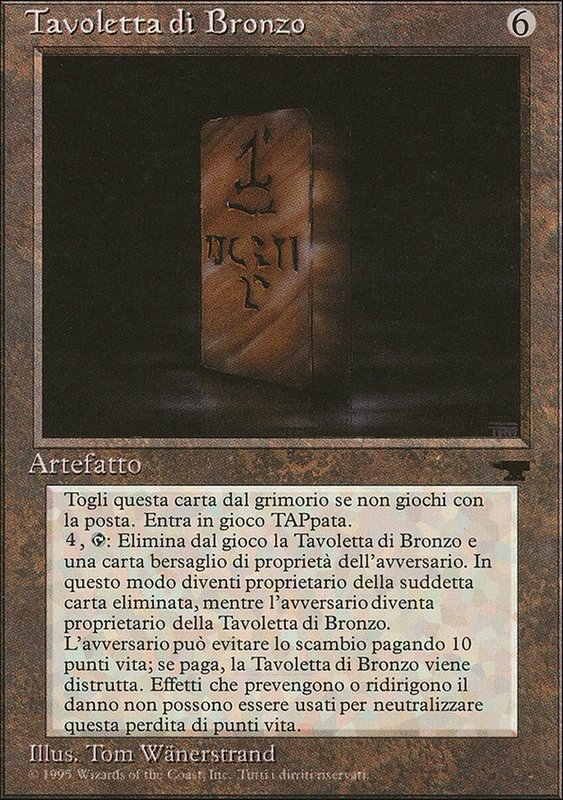 Tavoletta di Bronzo
6
Artefatto
Togli questa carta dal grimorio se non giochi con
la posta. Entra in gioco TAPpata.
4 , : Elimina dal gioco la Tavoletta di Bronzo e
una carta bersaglio di proprietà dell'avversario. In
questo modo diventi proprietario della suddetta
carta eliminata, mentre l'avversario diventa
proprietario della Tavoletta di Bronzo.
L'avversario può evitare lo scambio pagando 10
punti vita; se paga, la Tavoletta di Bronzo viene
distrutta. Effetti che prevengono o ridirigono il
danno non possono essere usati per neutralizzare
questa perdita di punti vita.
Illus. Tom Wänerstrand
© 1995 Wizards of the Coast, Inc. Tutti i diritti riservati.